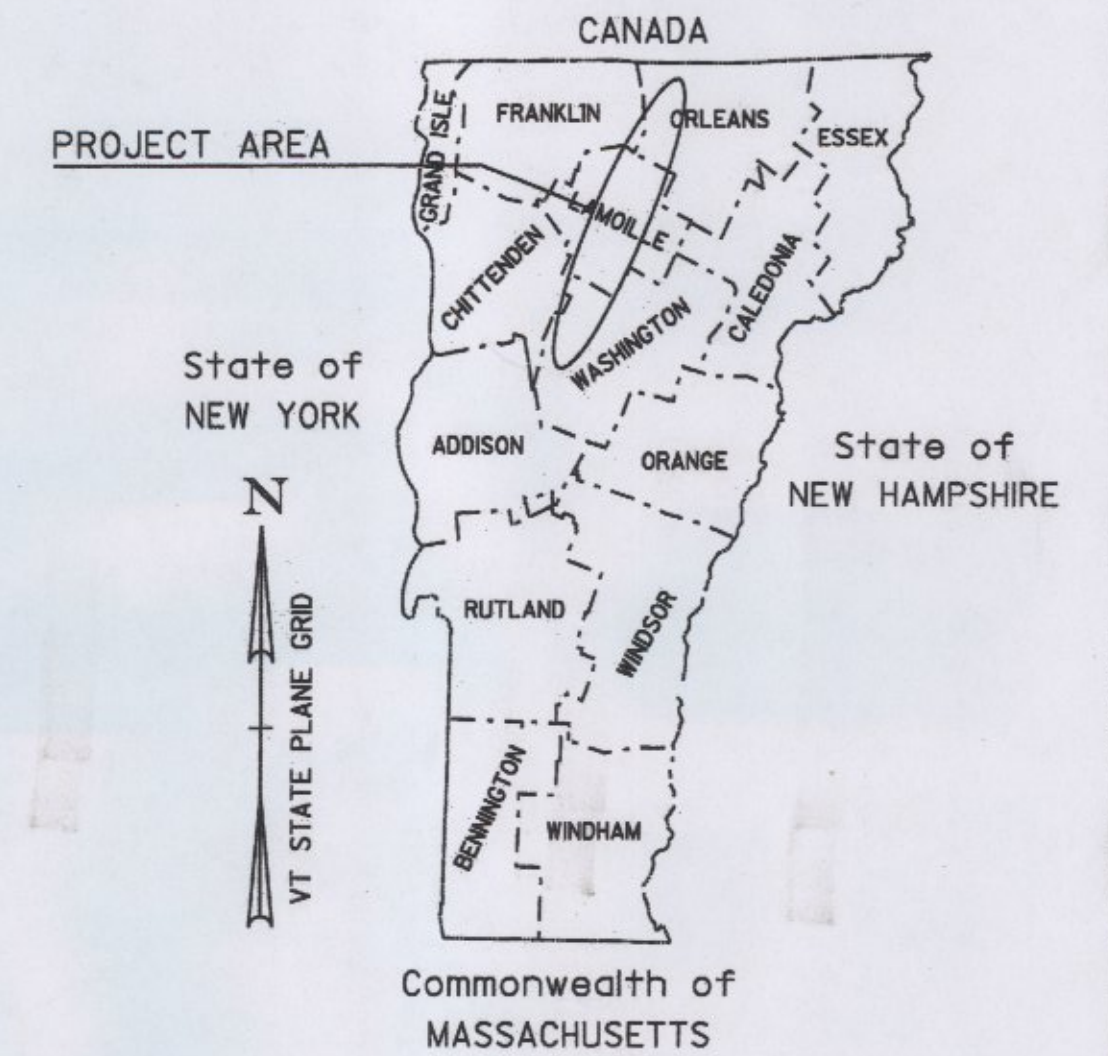 CANADA
FRANKLIN
ORLEANS
ESSEX
GRAND ISLE
PROJECT AREA
LAMOILLE
CHITTENDEN
CALEDONIA
WASHINGTON
State of
NEW YORK
ADDISON
ORANGE
State of
NEW HAMPSHIRE
N
VT STATE PLANE GRID
RUTLAND
WINDSOR
BENNINGTON
WINDHAM
Commonwealth of
MASSACHUSETTS